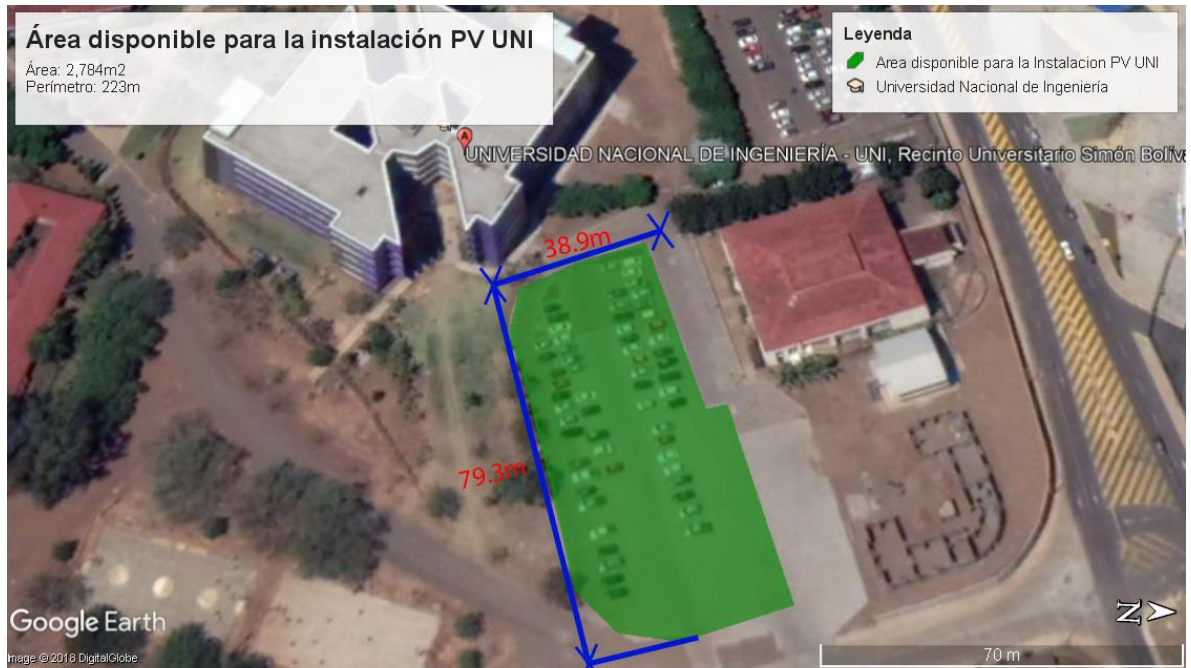 Área disponible para la instalación PV UNI
Área: 2,784m2
Perímetro: 223m
Leyenda
Area disponible para la Instalacion PV UNI
Universidad Nacional de Ingeniería
A
UNIVERSIDAD NACIONAL DE INGENIERÍA - UNI, Recinto Universitario Simón Bolíva
38.9m
79.3m
Google Earth
Image © 2018 DigitalGlobe
N
70 m